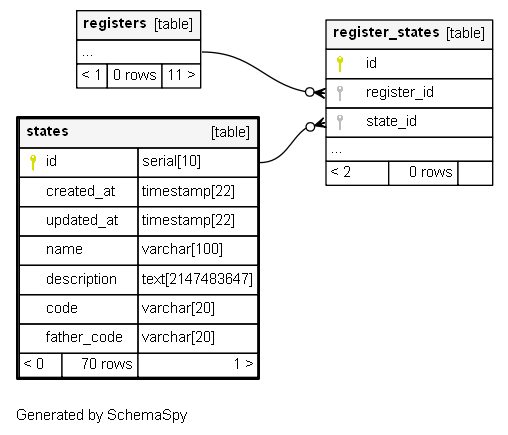 registers [table]
...
< 1 0 rows 11 >
register_states [table]
id
register_id
state_id
...
< 2 0 rows
states [table]
id serial[10]
created_at timestamp[22]
updated_at timestamp[22]
name varchar[100]
description text[2147483647]
code varchar[20]
father_code varchar[20]
< 0 70 rows 1 >
Generated by SchemaSpy